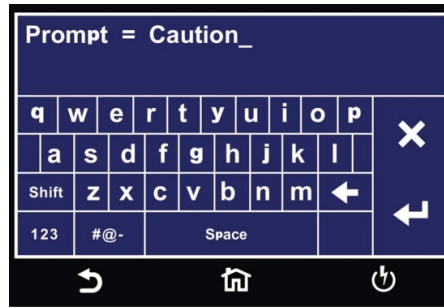 Prompt = Caution_
q w e r t y u i o p
a s d f g h j k l
Shift z x c v b n m
123 #@- Space